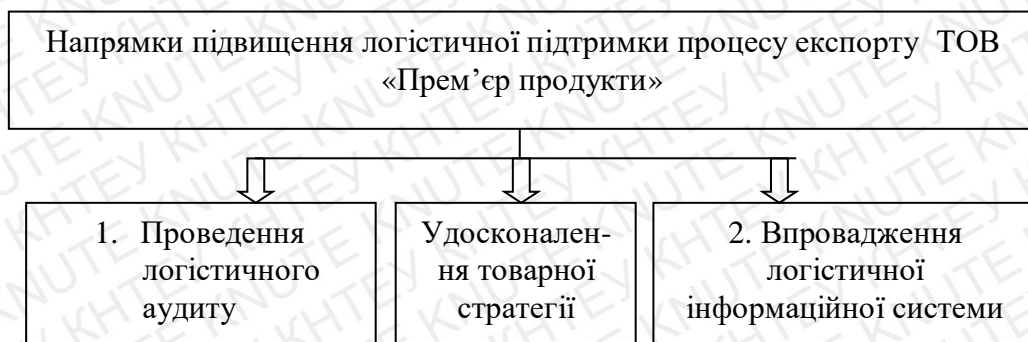 Напрямки підвищення логістичної підтримки процесу експорту ТОВ
«Прем’єр продукти»
1. Проведення
логістичного
аудиту
Удосконален-
ня товарної
стратегії
2. Впровадження
логістичної
інформаційної системи